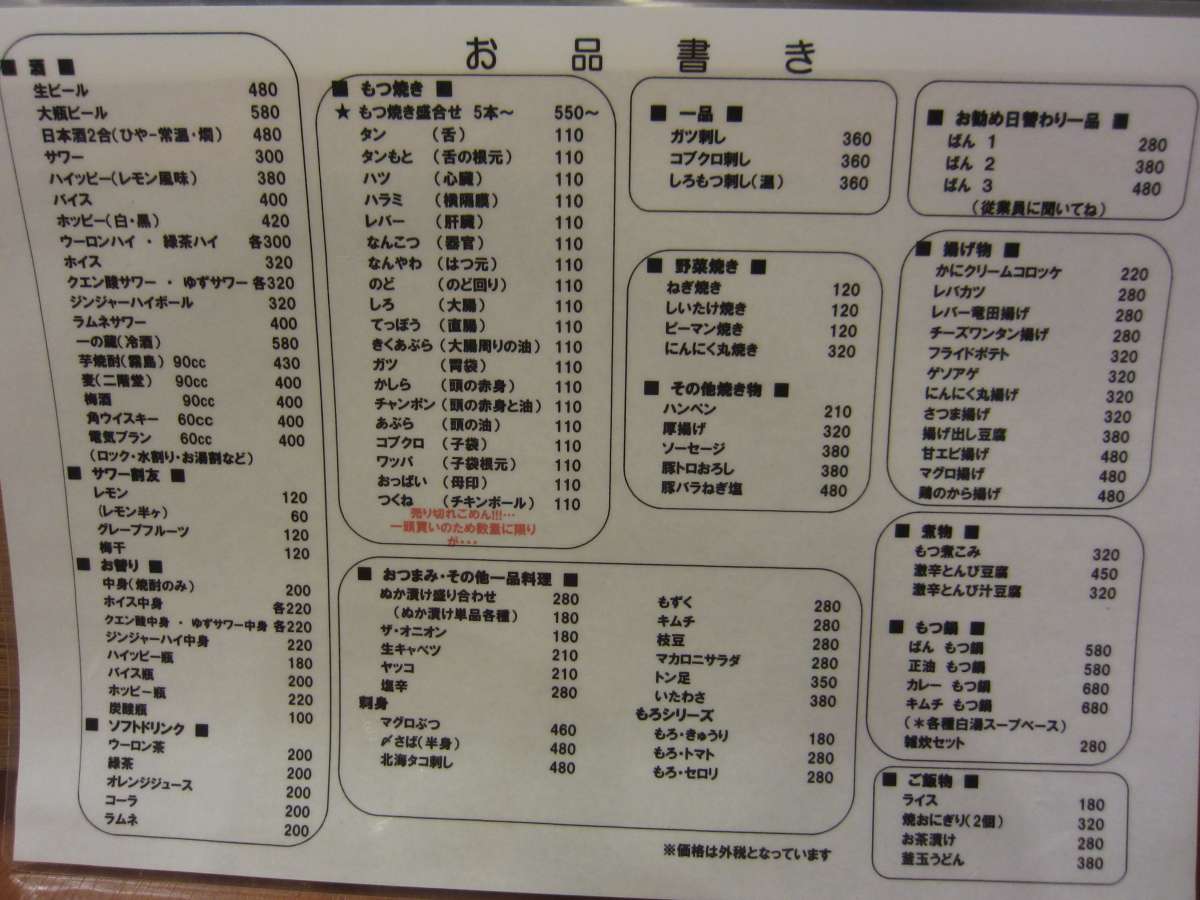 お品書き
■ 酒 ■
生ビール 480
大瓶ビール 580
日本酒2合(ひやー常温・燗) 480
サワー 300
ハイッピー(レモン風味) 380
バイス 400
ホッピー(白・黒) 420
ウーロンハイ ・ 緑茶ハイ 各300
ホイス 320
クエン酸サワー ・ ゆずサワー 各320
ジンジャーハイボール 320
ラムネサワー 400
一の蔵(冷酒) 580
芋焼酎(霧島) 90cc 430
麦(二階堂) 90cc 400
梅酒 90cc 400
角ウイスキー 60cc 400
電気ブラン 60cc 400
(ロック・水割り・お湯割など)
■ サワー割友 ■
レモン 120
(レモン半ヶ) 60
グレープフルーツ 120
梅干 120
■ お替り ■
中身(焼酎のみ) 200
ホイス中身 各220
クエン酸中身 ・ ゆずサワー中身 各220
ジンジャーハイ中身 220
ハイッピー瓶 180
バイス瓶 200
ホッピー瓶 220
炭酸瓶 100
■ ソフトドリンク ■
ウーロン茶 200
緑茶 200
オレンジジュース 200
コーラ 200
ラムネ 200
■ もつ焼き ■
★ もつ焼き盛合せ 5本～ 550～
タン (舌) 110
タンもと (舌の根元) 110
ハツ (心臓) 110
ハラミ (横隔膜) 110
レバー (肝臓) 110
なんこつ (器官) 110
なんやわ (はつ元) 110
のど (のど回り) 110
しろ (大腸) 110
てっぽう (直腸) 110
きくあぶら (大腸周りの油) 110
ガツ (胃袋) 110
かしら (頭の赤身) 110
チャンポン (頭の赤身と油) 110
あぶら (頭の油) 110
コブクロ (子袋) 110
ワッパ (子袋根元) 110
おっぱい (母印) 110
つくね (チキンボール) 110
売り切れごめん!!!…
一頭買いのため数量に限り
が・・・
■ 一品 ■
ガツ刺し 360
コブクロ刺し 360
しろもつ刺し(温) 360
■ お勧め日替わり一品 ■
ばん 1 280
ばん 2 380
ばん 3 480
(従業員に聞いてね)
■ 野菜焼き ■
ねぎ焼き 120
しいたけ焼き 120
ピーマン焼き 120
にんにく丸焼き 320
■ その他焼き物 ■
ハンペン 210
厚揚げ 320
ソーセージ 380
豚トロおろし 380
豚バラねぎ塩 480
■ 揚げ物 ■
かにクリームコロッケ 220
レバカツ 280
レバー竜田揚げ 280
チーズワンタン揚げ 280
フライドポテト 320
ゲソアゲ 320
にんにく丸揚げ 320
さつま揚げ 320
揚げ出し豆腐 380
甘エビ揚げ 480
マグロ揚げ 480
鶏のから揚げ 480
■ おつまみ・その他一品料理 ■
ぬか漬け盛り合わせ 280
(ぬか漬け単品各種) 180
ザ・オニオン 180
生キャベツ 210
ヤッコ 210
塩辛 280
刺身
マグロぶつ 460
〆さば(半身) 480
北海タコ刺し 480
もずく 280
キムチ 280
枝豆 280
マカロニサラダ 280
トン足 350
いたわさ 380
もろシリーズ
もろ・きゅうり 180
もろ・トマト 280
もろ・セロリ 280
■ 煮物 ■
もつ煮こみ 320
激辛とんび豆腐 450
激辛とんび汁豆腐 320
■ もつ鍋 ■
ばん もつ鍋 580
正油 もつ鍋 580
カレー もつ鍋 680
キムチ もつ鍋 680
(＊各種白湯スープベース)
雑炊セット 280
■ ご飯物 ■
ライス 180
焼おにぎり(2個) 320
お茶漬け 280
釜玉うどん 380
※価格は外税となっています